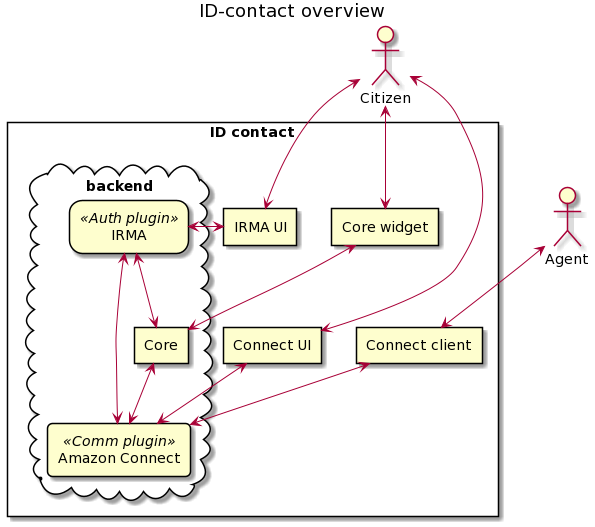 ID-contact overview
Citizen
ID contact
backend
«Auth plugin»
IRMA
IRMA UI
Core widget
Agent
Core
Connect UI
Connect client
«Comm plugin»
Amazon Connect